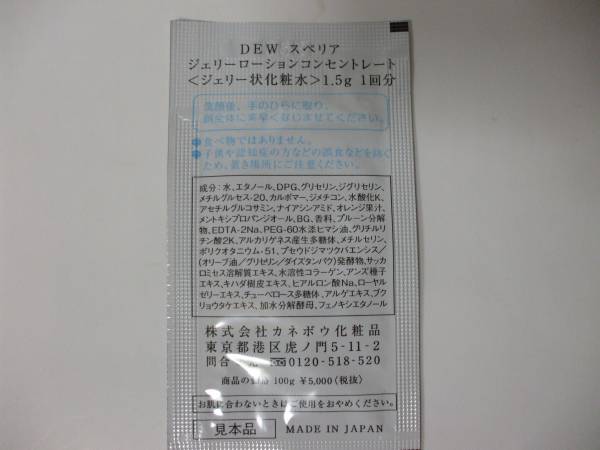 DEW スペリア
ジェリーローションコンセントレート
＜ジェリー状化粧水＞1.5g 1回分
洗顔後、手のひらに取り、
顔全体に素早くなじませてください。
●食べ物ではありません。
●子供や認知症の方などの誤食などを防ぐ
ため、置き場所にご注意ください。
成分：水、エタノール、DPG、グリセリン、ジグリセリン、
メチルグルセス-20、カルボマー、ジメチコン、水酸化K、
アセチルグルコサミン、ナイアシンアミド、オレンジ果汁、
メントキシプロパンジオール、BG、香料、プルーン分解
物、EDTA-2Na、PEG-60水添ヒマシ油、グリチルリ
チン酸2K、アルカリゲネス産生多糖体、メチルセリン、
ポリクオタニウム-51、プセウドジマツクバエンシス/
(オリーブ油/グリセリン/ダイズタンパク)発酵物、サッカ
ロミセス溶解質エキス、水溶性コラーゲン、アンズ種子
エキス、キハダ樹皮エキス、ヒアルロン酸Na、ローヤル
ゼリーエキス、チューベロース多糖体、アルゲエキス、ブク
リョウタケエキス、加水分解酵母、フェノキシエタノール
株式会社カネボウ化粧品
東京都港区虎ノ門5-11-2
問合 0120-518-520
商品の 100g ¥5,000(税抜)
お肌に合わないときはご使用をおやめください。
見本品 MADE IN JAPAN